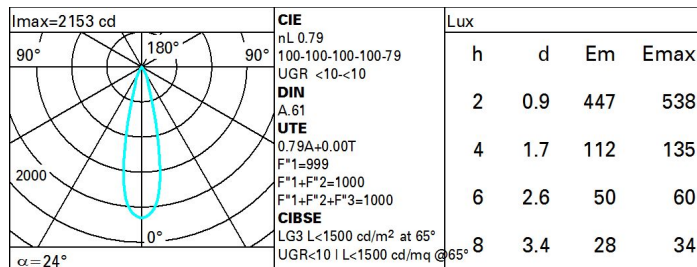 Imax=2153 cd
90°
180°
90°
2000
0°
α=24°
CIE
nL 0.79
100-100-100-100-79
UGR <10-<10
DIN
A.61
UTE
0.79A+0.00T
F"1=999
F"1+F"2=1000
F"1+F"2+F"3=1000
CIBSE
LG3 L<1500 cd/m² at 65°
UGR<10 | L<1500 cd/mq @65°
Lux
h d Em Emax
2 0.9 447 538
4 1.7 112 135
6 2.6 50 60
8 3.4 28 34